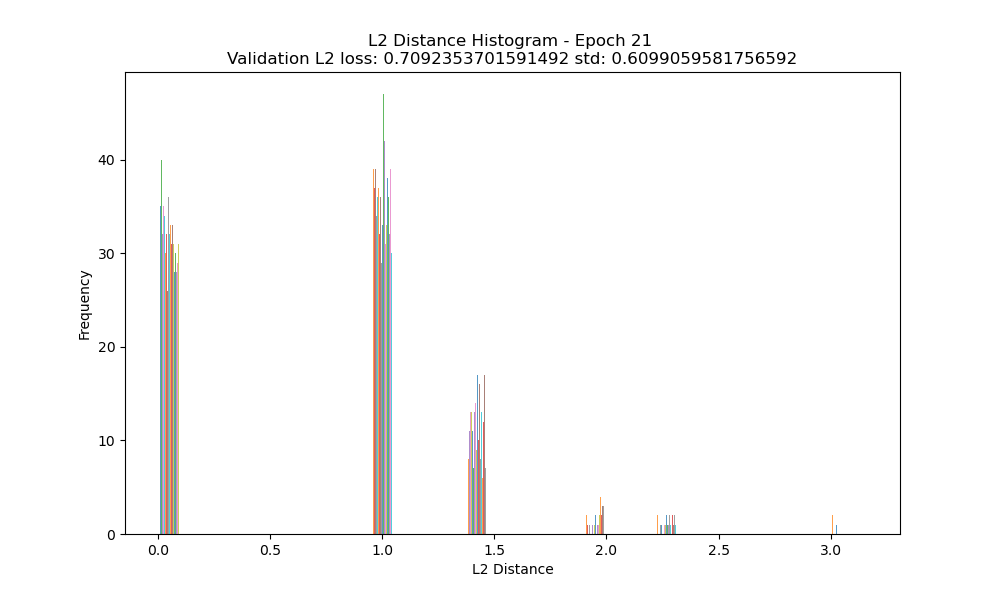 L2 Distance Histogram - Epoch 21
Validation L2 loss: 0.7092353701591492 std: 0.6099059581756592
Frequency
40
30
20
10
0
0.0 0.5 1.0 1.5 2.0 2.5 3.0
L2 Distance